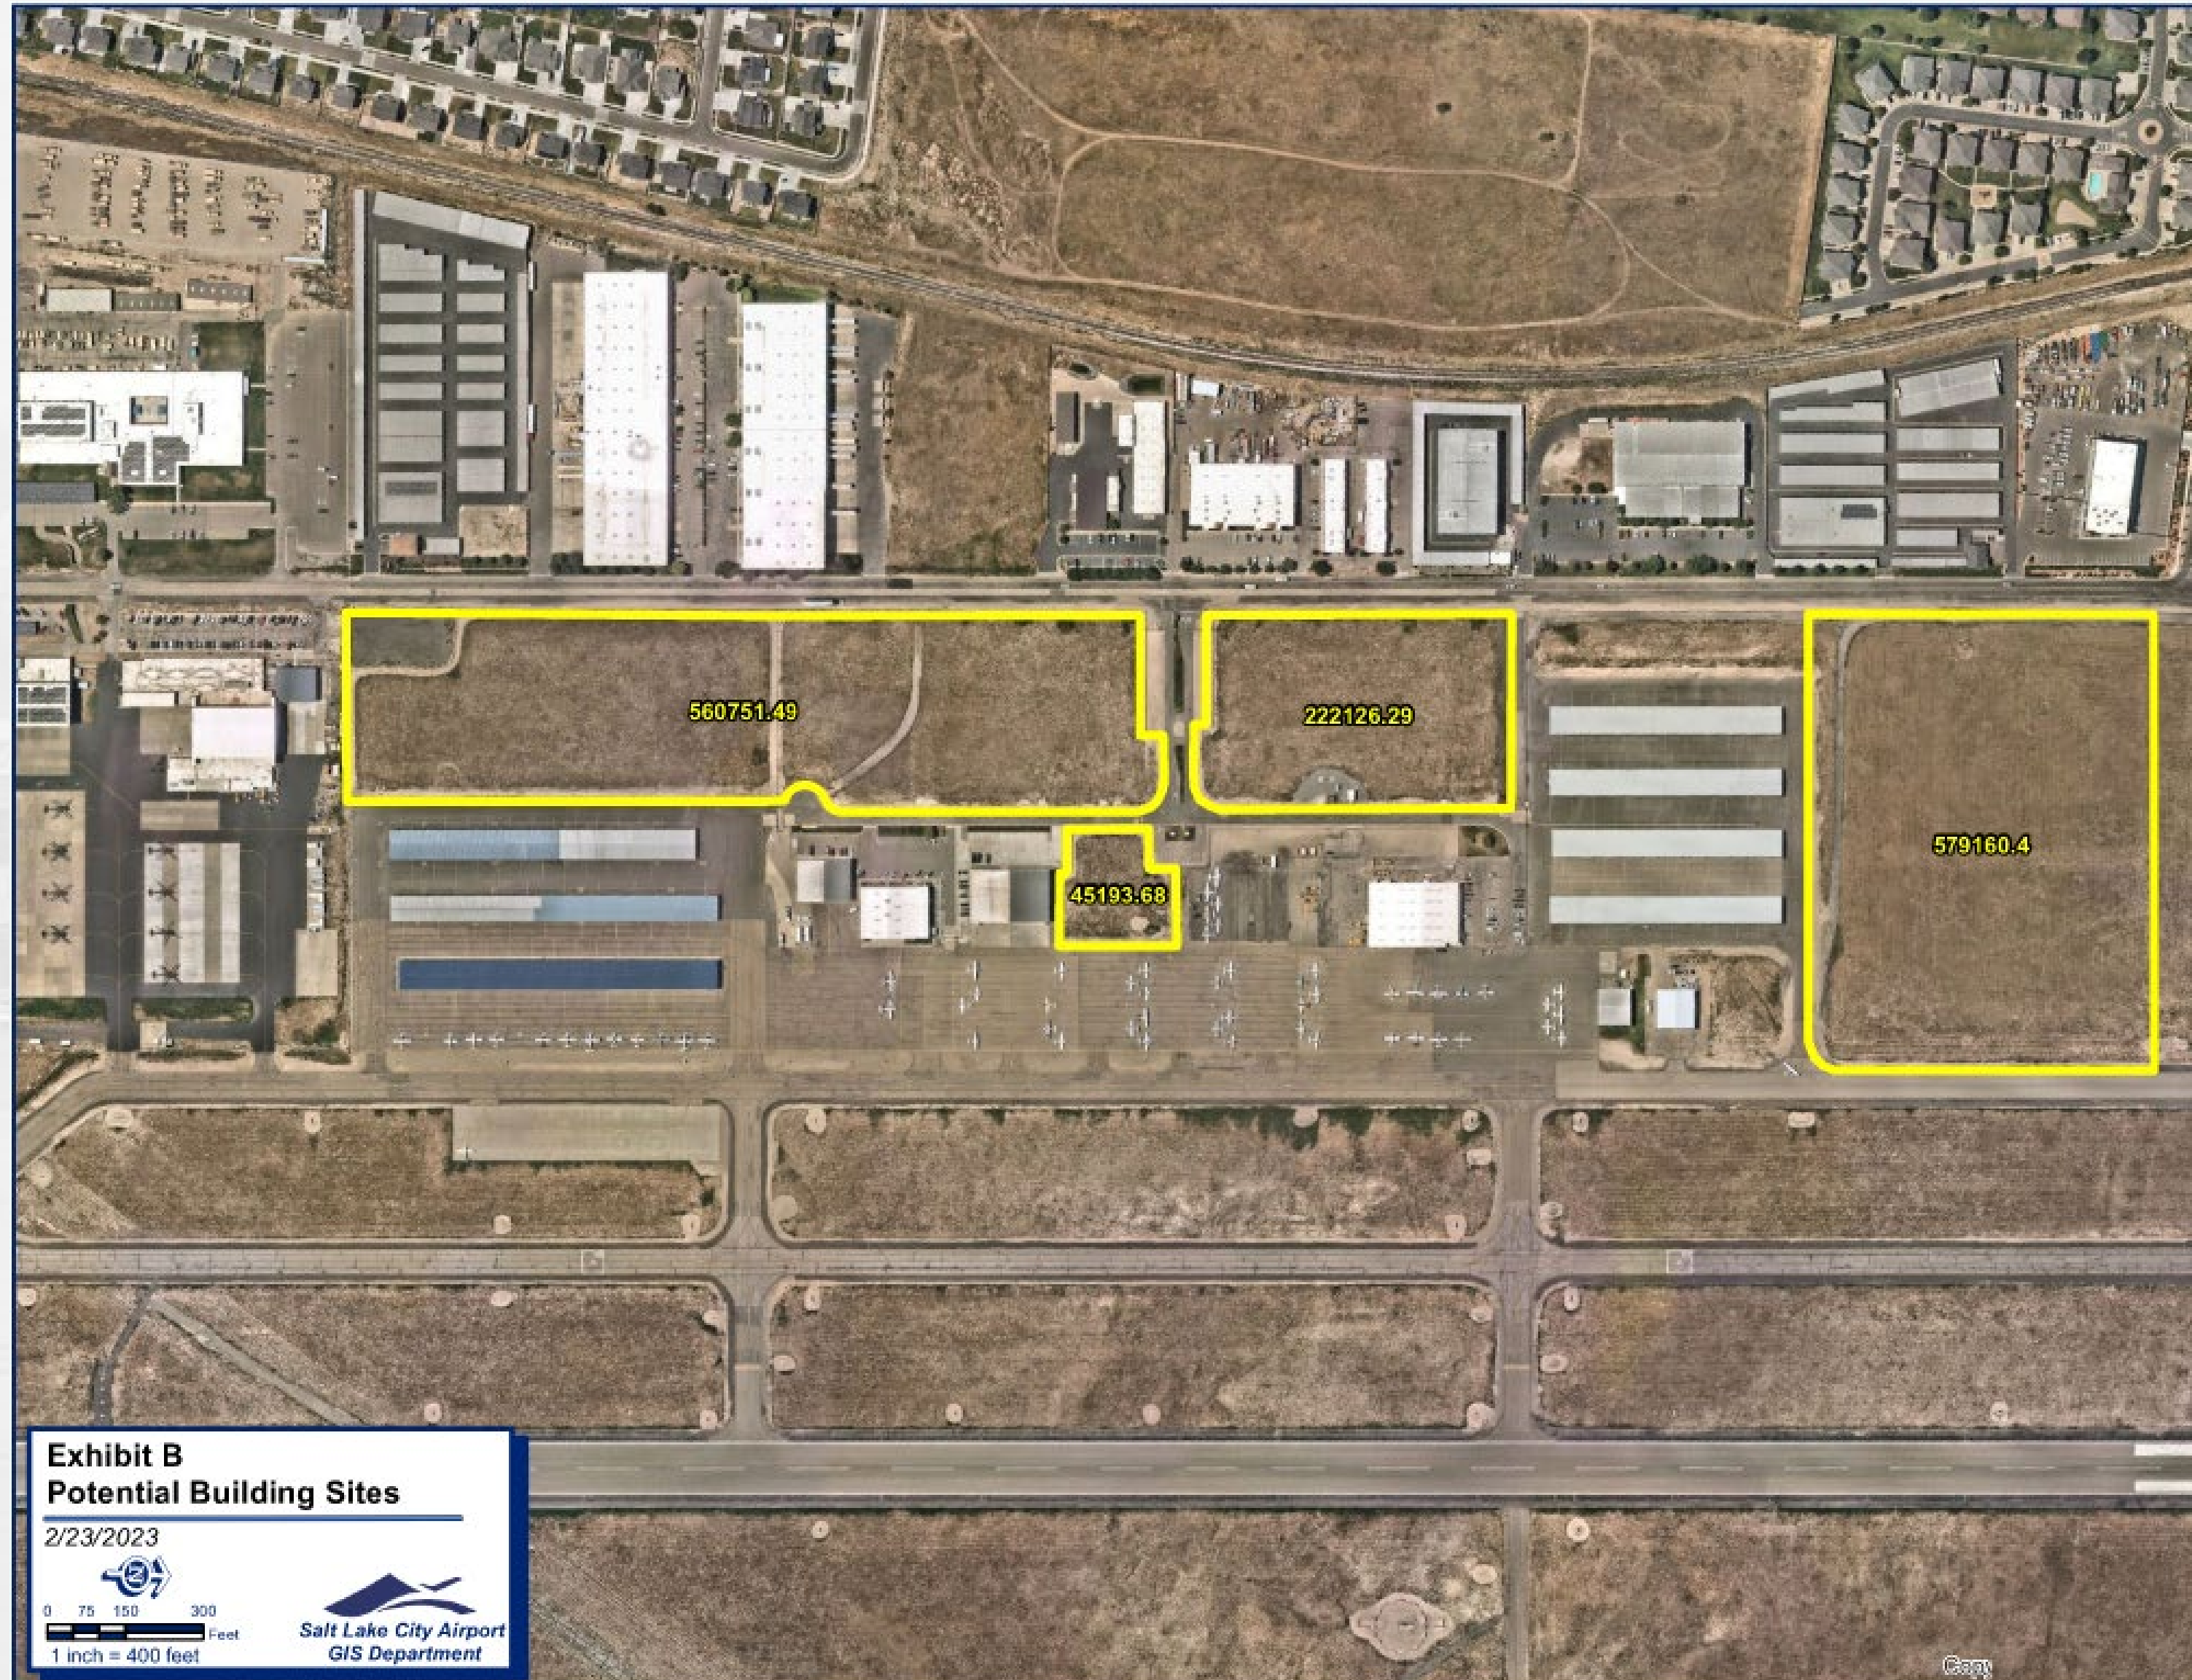 560751.49
222126.29
579160.4
45193.68
Exhibit B
Potential Building Sites
2/23/2023
N
0 75 150 300
Feet
1 inch = 400 feet
Salt Lake City Airport
GIS Department